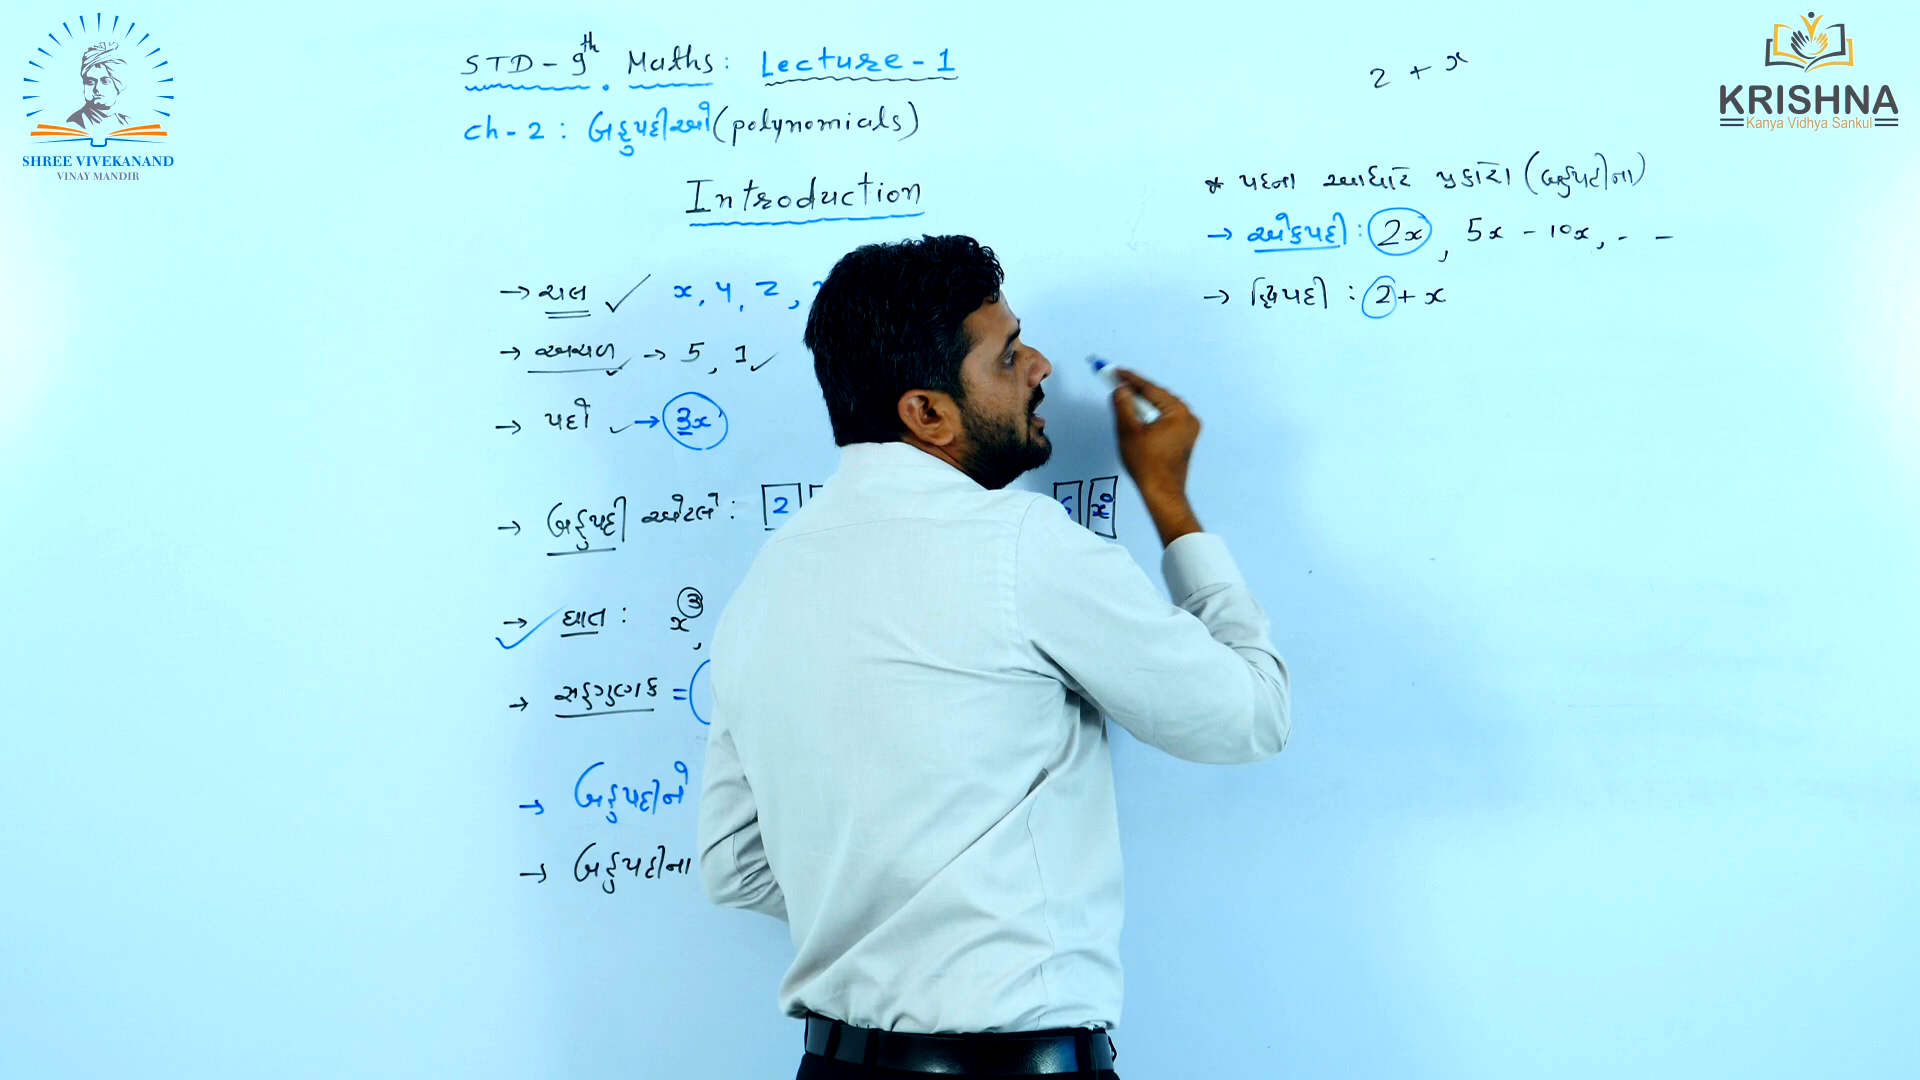 SHREE VIVEKANAND
VINAY MANDIR
KRISHNA
Kanya Vidhya Sankul
STD - 9th Maths : Lecture - 1
ch - 2 : બહુપદીઓ (polynomials)
Introduction
→ ચલ ✓ x, y, z,
→ અચળ ✓ → 5, 1 ✓
→ પદો ✓ → 3x
→ બહુપદી એટલે : 2
→ ઘાત : x³,
→ સહગુણક =
→ બહુપદીને
→ બહુપદીના
2 + x
* પદના આધારે પ્રકારો (બહુપદીના)
→ એકપદી : 2x, 5x - 10x, - -
→ દ્વિપદી : 2 + x